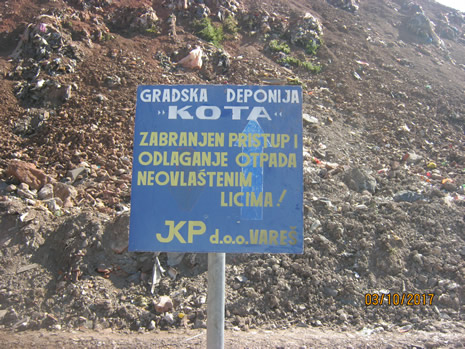 GRADSKA DEPONIJA
"KOTA"
ZABRANJEN PRISTUP I
ODLAGANJE OTPADA
NEOVLAŠTENIM
LICIMA!
JKP d.o.o. VAREŠ
03/10/2017